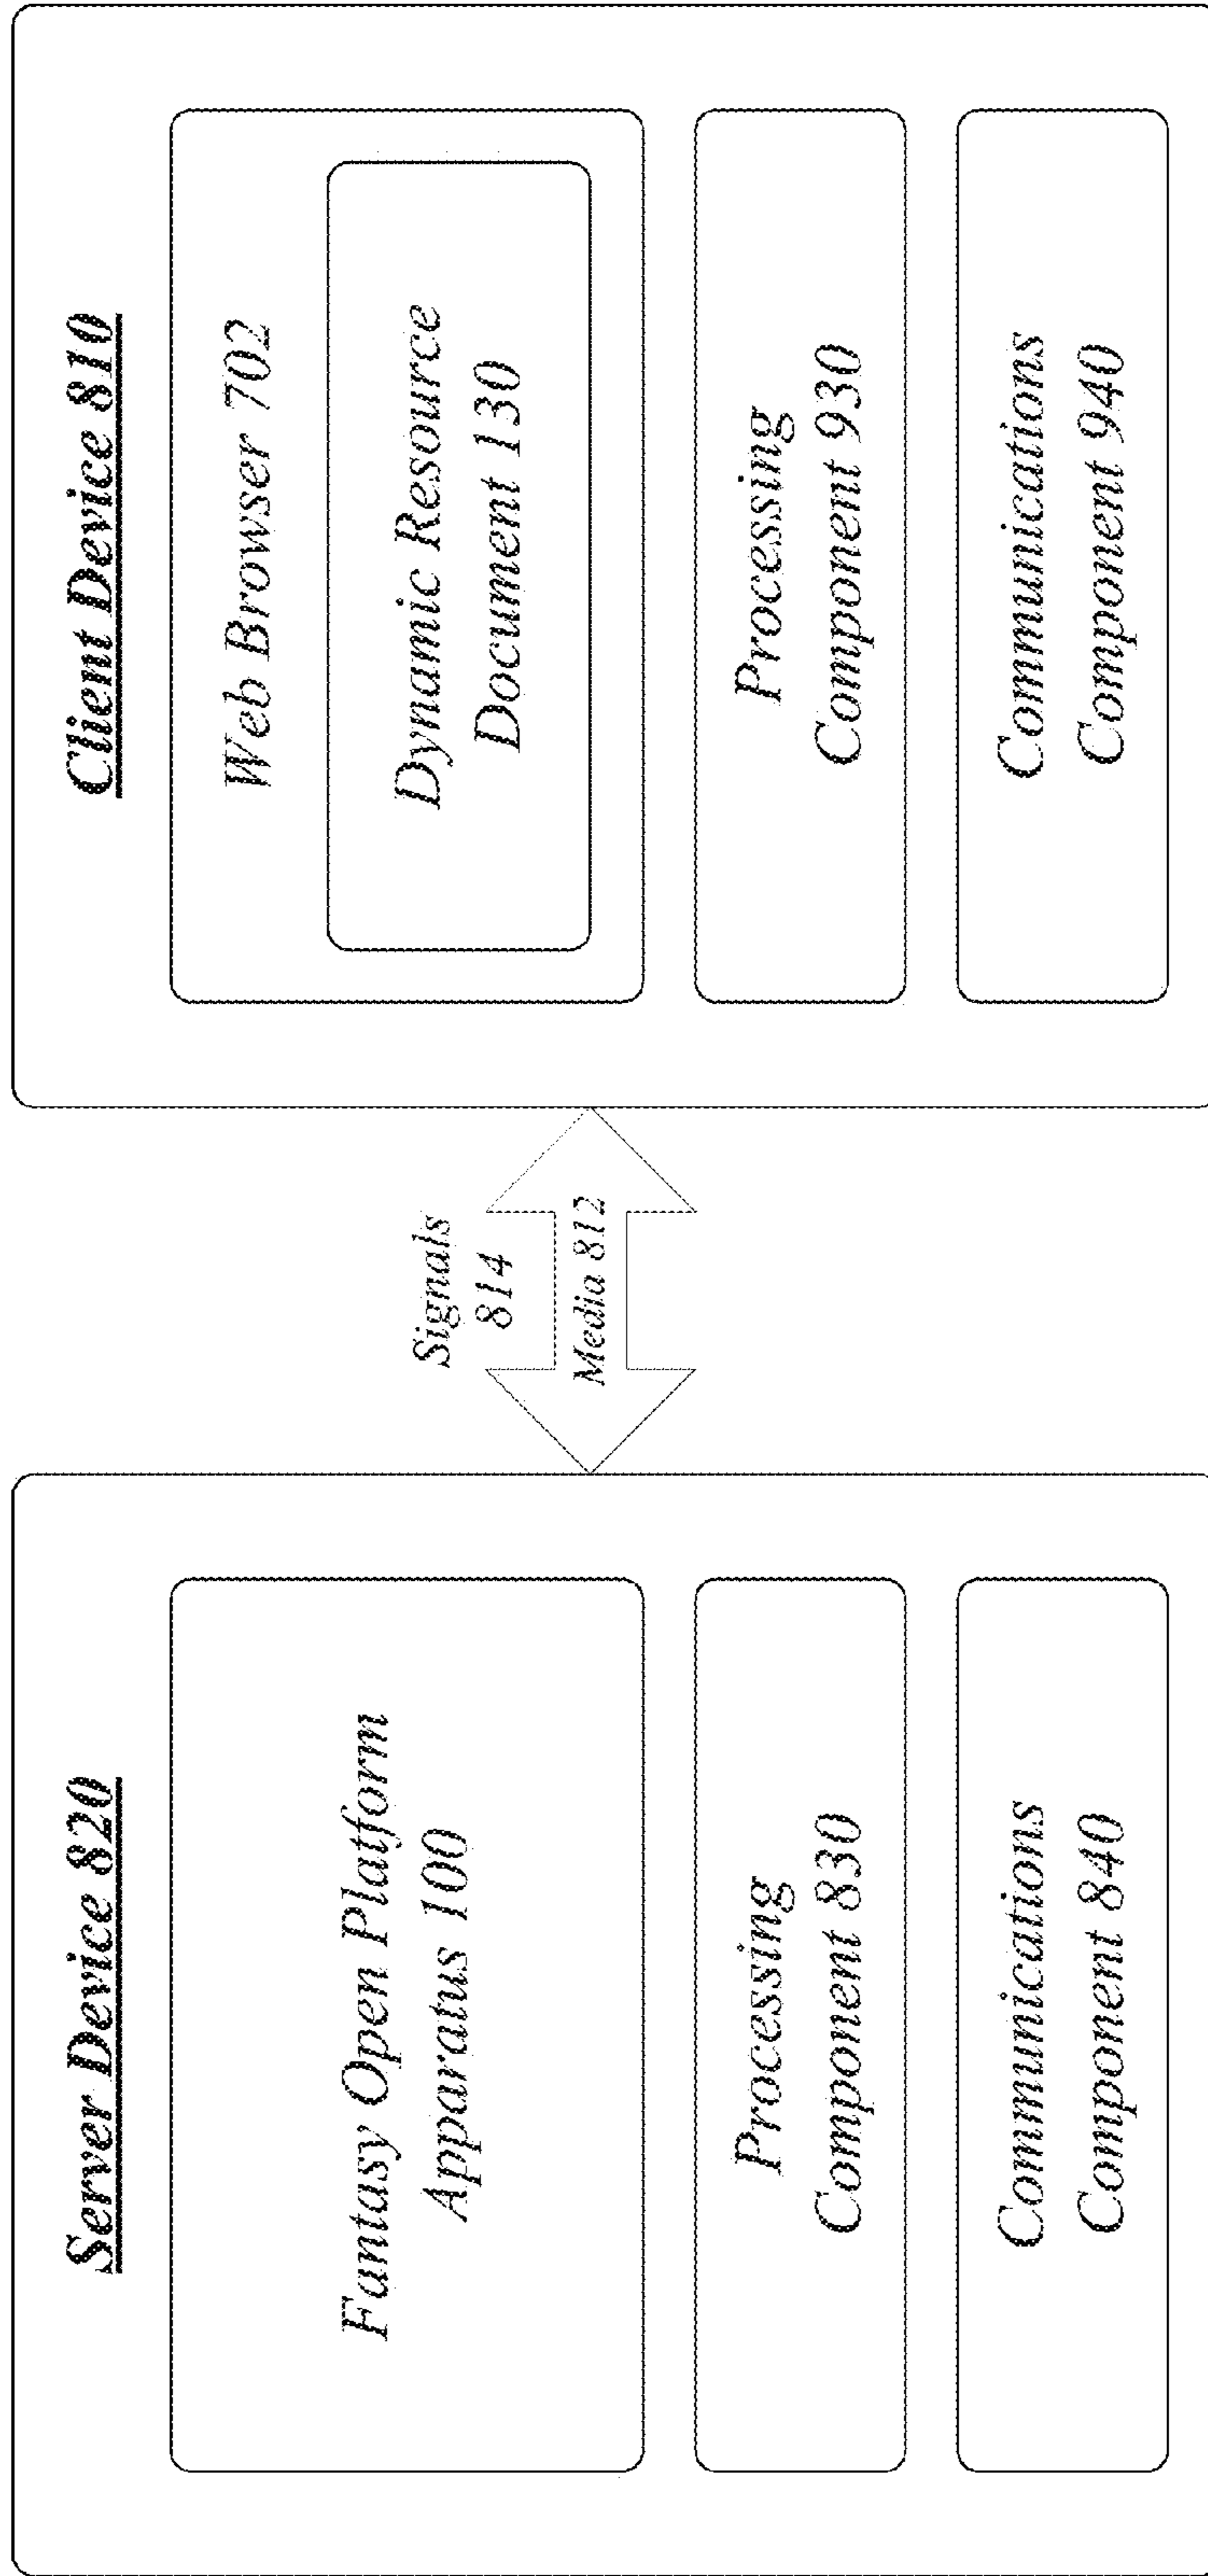 Server Device 820
Fantasy Open Platform
Apparatus 100
Processing
Component 830
Communications
Component 840
Signals
814
Media 812
Client Device 810
Web Browser 702
Dynamic Resource
Document 130
Processing
Component 930
Communications
Component 940